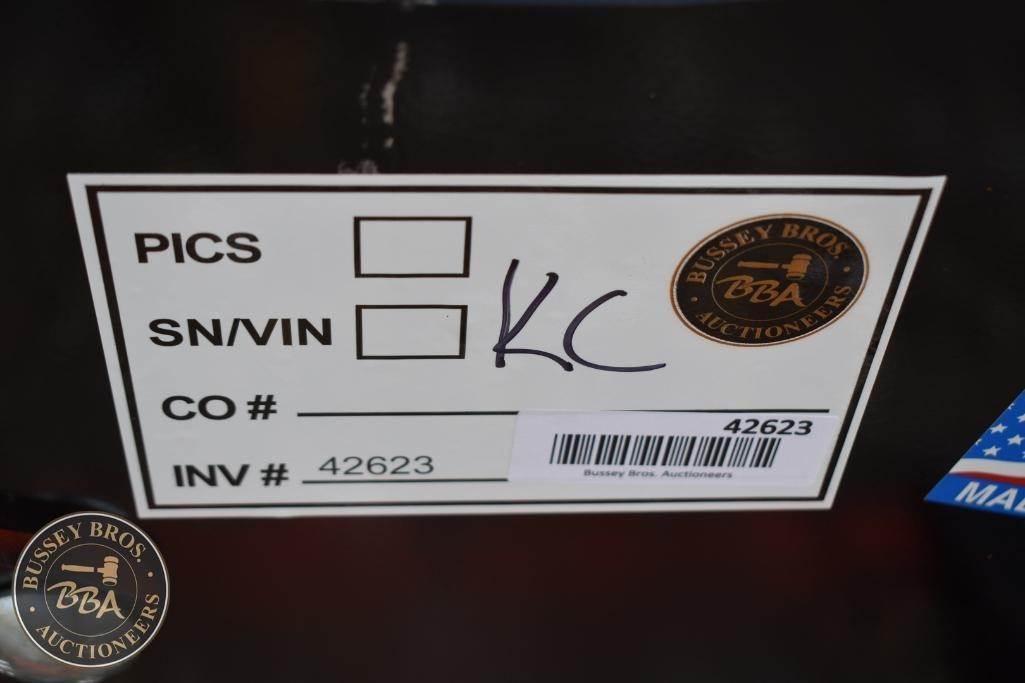 PICS
SN/VIN
KC
CO #
INV # 42623
42623
Bussey Bros. Auctioneers
BUSSEY BROS.
BBA
AUCTIONEERS
BUSSEY BROS.
BBA
AUCTIONEERS